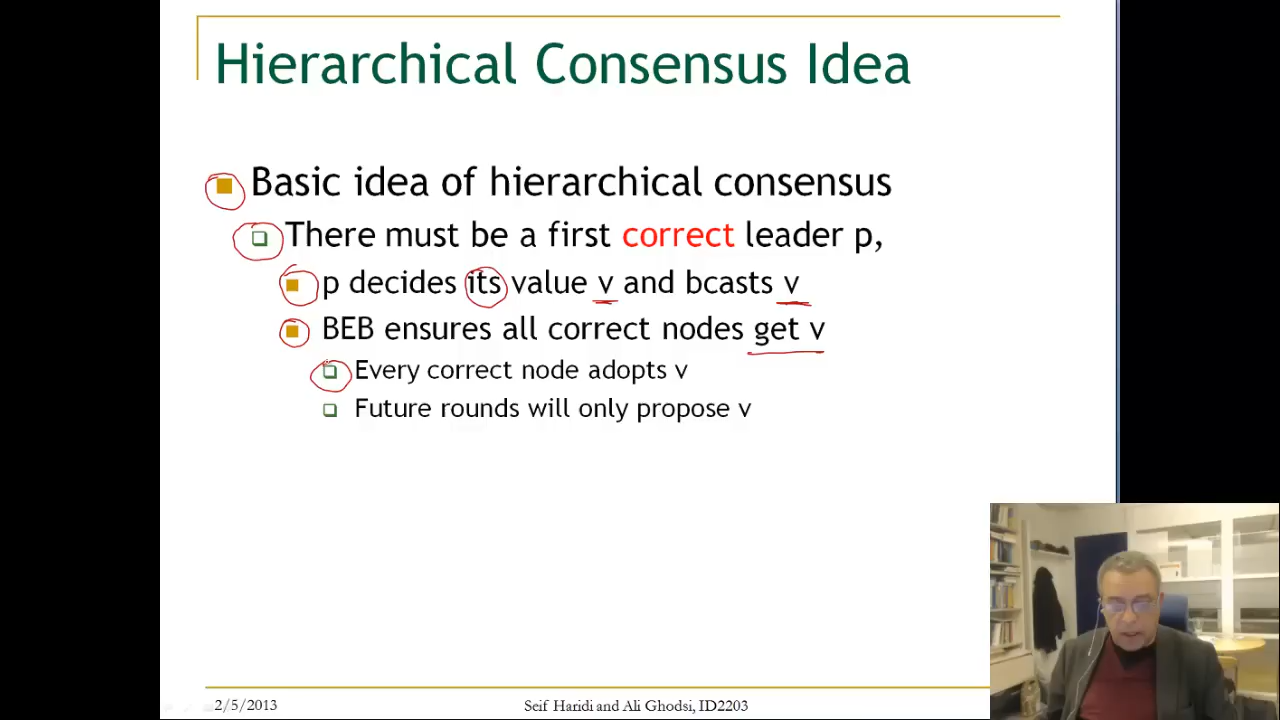 Hierarchical Consensus Idea
Basic idea of hierarchical consensus
There must be a first correct leader p,
p decides its value v and bcasts v
BEB ensures all correct nodes get v
Every correct node adopts v
Future rounds will only propose v
2/5/2013
Seif Haridi and Ali Ghodsi, ID2203